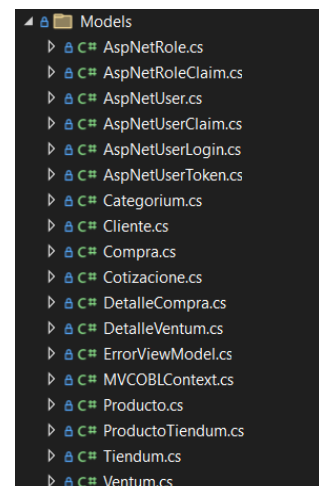 Models
C# AspNetRole.cs
C# AspNetRoleClaim.cs
C# AspNetUser.cs
C# AspNetUserClaim.cs
C# AspNetUserLogin.cs
C# AspNetUserToken.cs
C# Categorium.cs
C# Cliente.cs
C# Compra.cs
C# Cotizacione.cs
C# DetalleCompra.cs
C# DetalleVentum.cs
C# ErrorViewModel.cs
C# MVCOBLContext.cs
C# Producto.cs
C# ProductoTiendum.cs
C# Tiendum.cs
C# Ventum.cs